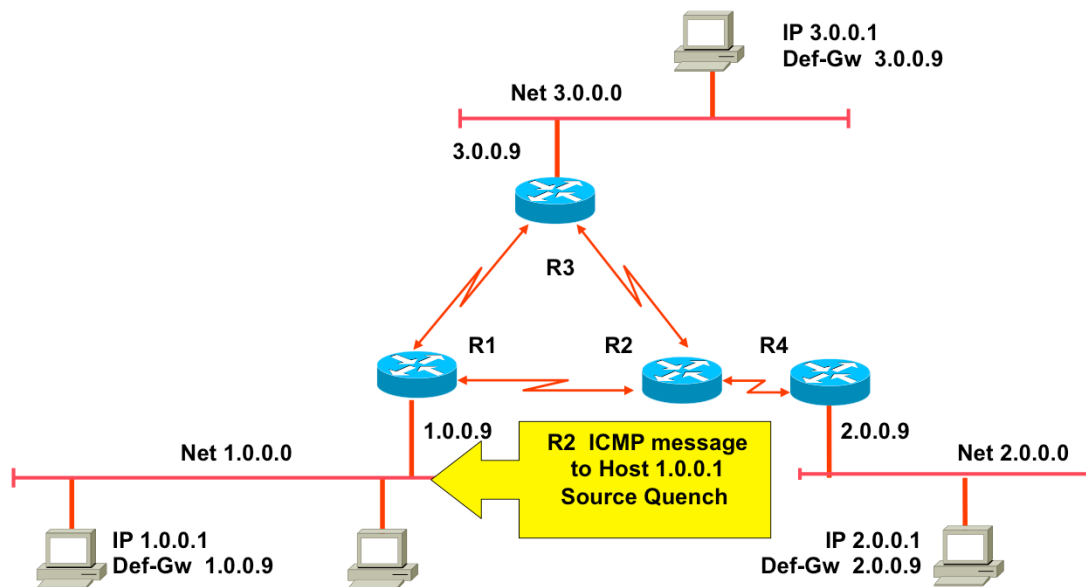 IP 3.0.0.1
Def-Gw 3.0.0.9
Net 3.0.0.0
3.0.0.9
R3
R1
R2
R4
1.0.0.9
Net 1.0.0.0
R2 ICMP message
to Host 1.0.0.1
Source Quench
2.0.0.9
Net 2.0.0.0
IP 1.0.0.1
Def-Gw 1.0.0.9
IP 2.0.0.1
Def-Gw 2.0.0.9